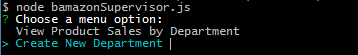 $ node bamazonSupervisor.js
? Choose a menu option:
View Product Sales by Department
> Create New Department